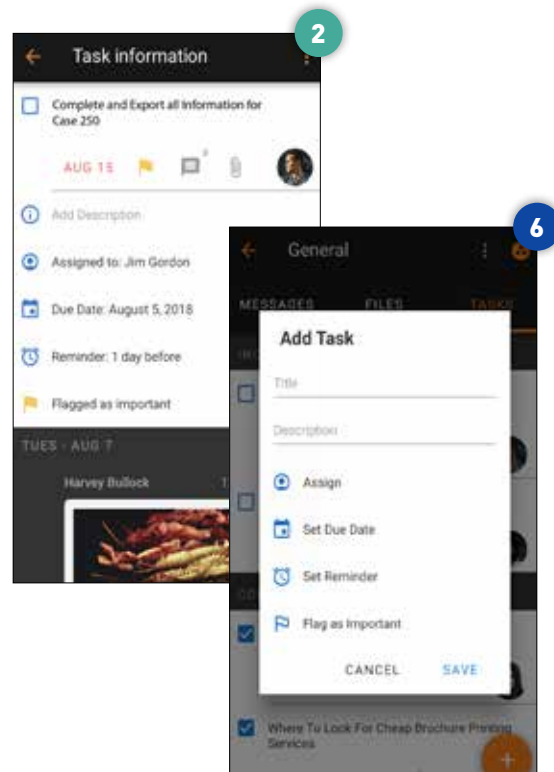 2
Task information
Complete and Export all Information for
Case 250
AUG 15
Add Description
Assigned to: Jim Gordon
Due Date: August 5, 2018
Reminder: 1 day before
Flagged as important
TUES - AUG 7
Harvey Bullock
6
General
MESSAGES FILES TASKS
Add Task
Title
Description
Assign
Set Due Date
Set Reminder
Flag as Important
CANCEL SAVE
Where To Look For Cheap Brochure Printing
Services